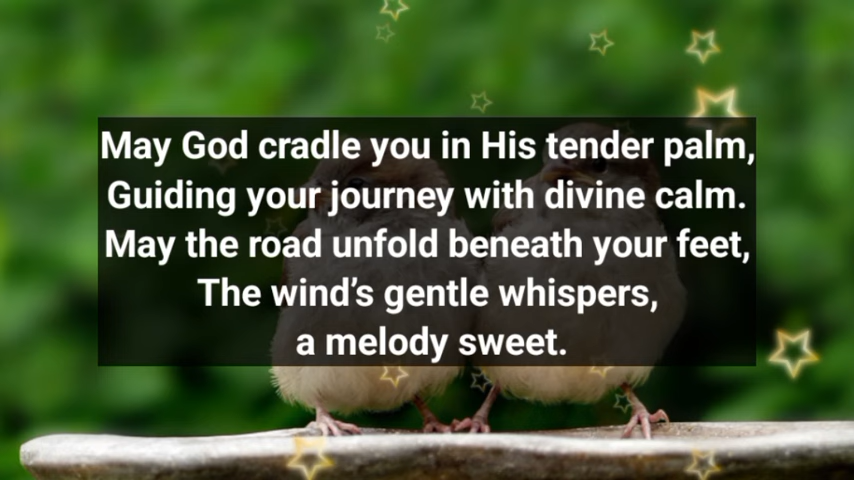 May God cradle you in His tender palm,
Guiding your journey with divine calm.
May the road unfold beneath your feet,
The wind’s gentle whispers,
a melody sweet.